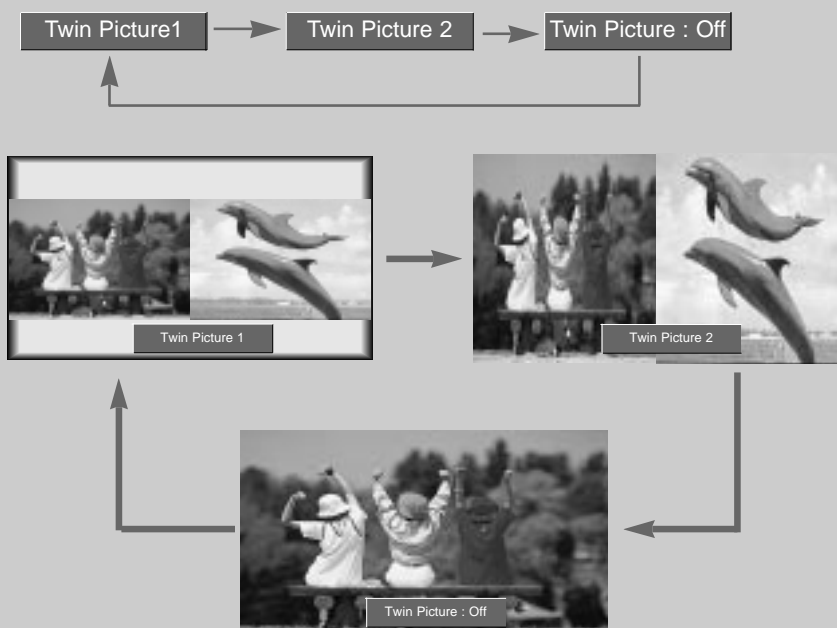 Twin Picture1
Twin Picture 2
Twin Picture : Off
Twin Picture 1
Twin Picture 2
Twin Picture : Off